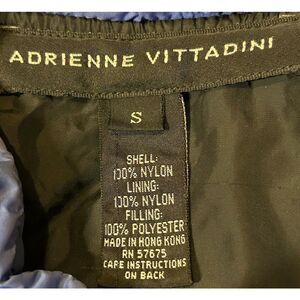 ADRIENNE VITTADINI
S
SHELL:
100% NYLON
LINING:
100% NYLON
FILLING:
100% POLYESTER
MADE IN HONG KONG
RN 57675
CARE INSTRUCTIONS
ON BACK